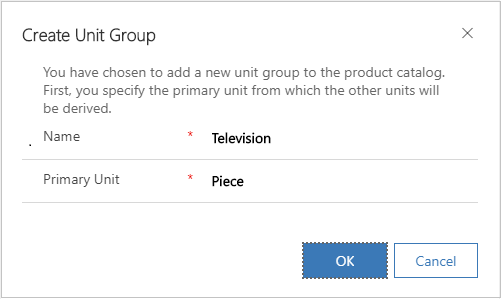 Create Unit Group
You have chosen to add a new unit group to the product catalog.
First, you specify the primary unit from which the other units will
be derived.
Name * Television
Primary Unit * Piece
OK Cancel